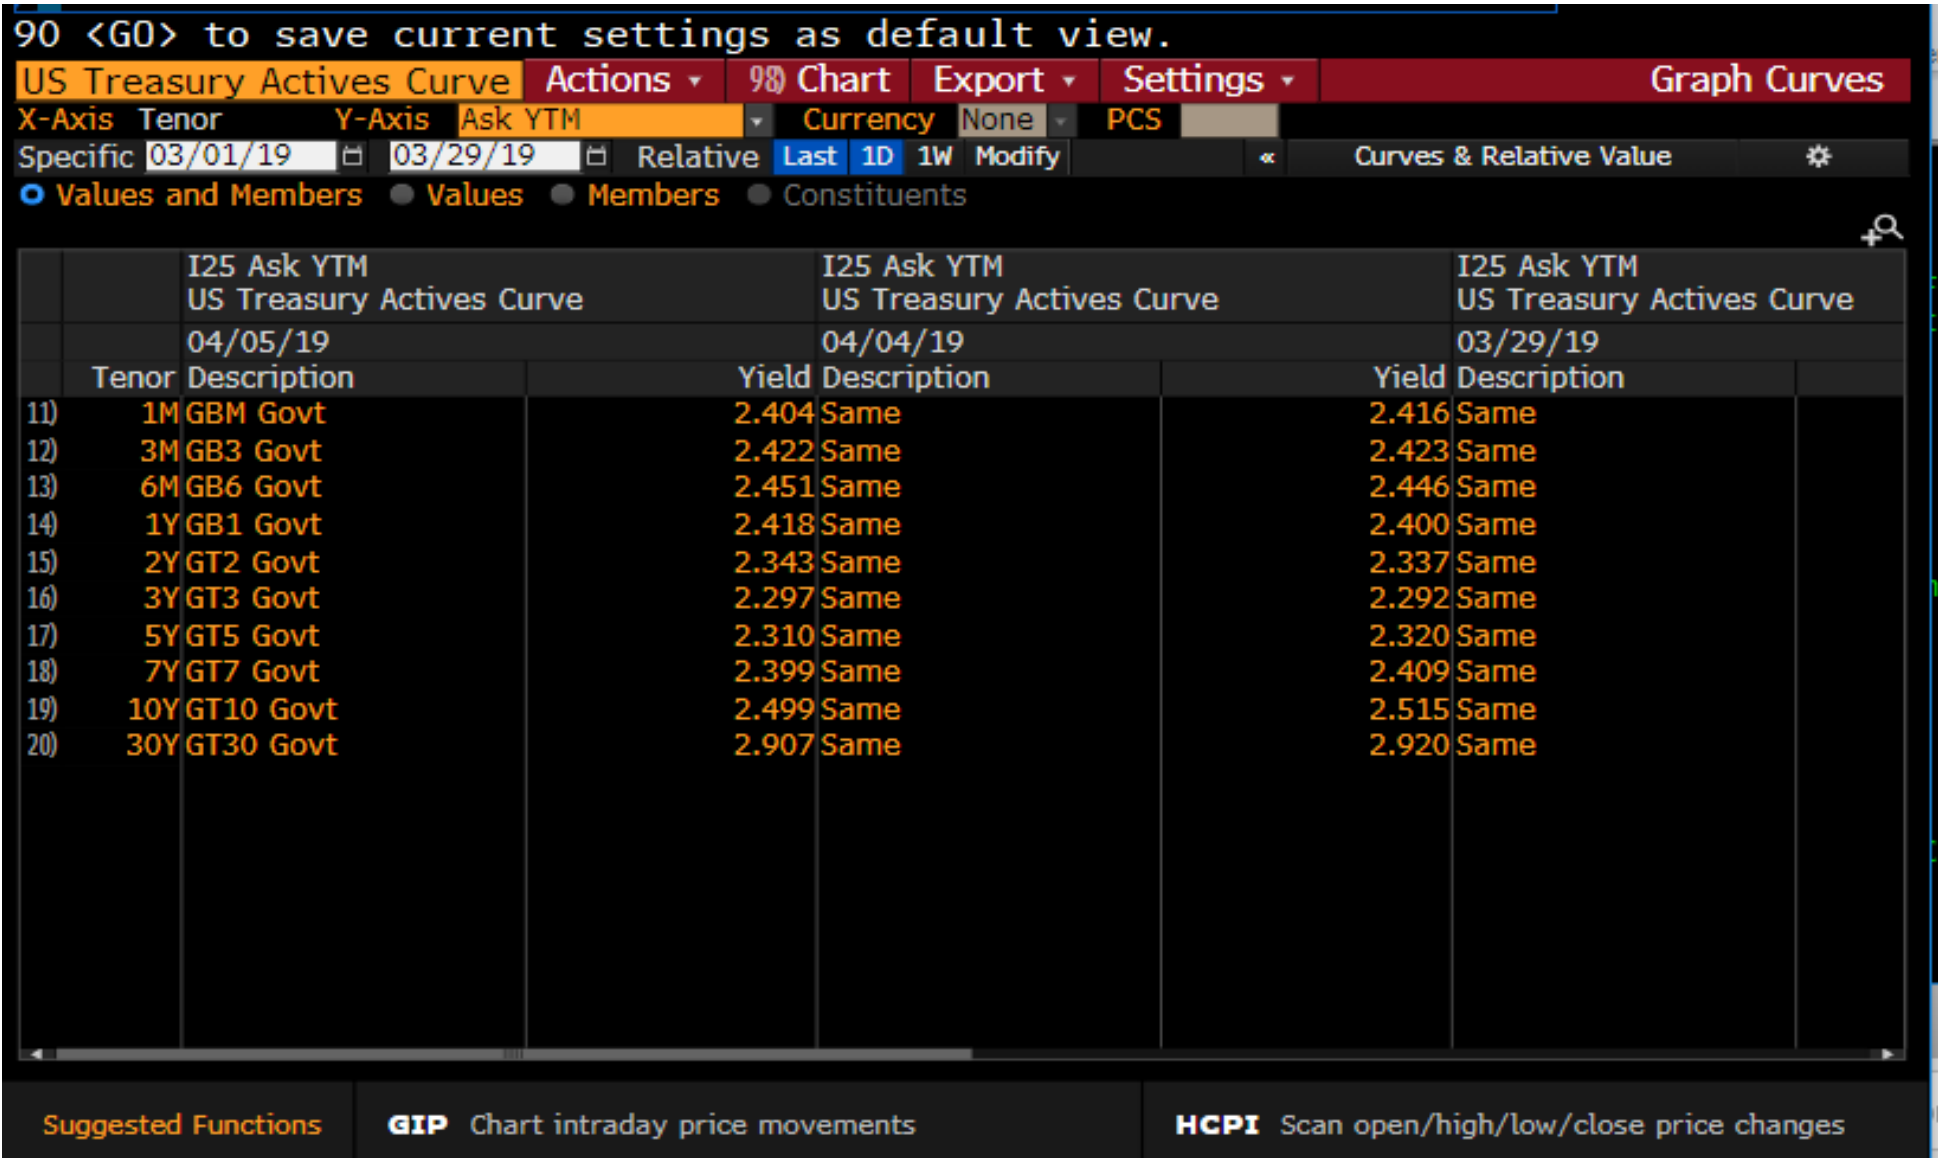 90 <GO> to save current settings as default view.
US Treasury Actives Curve Actions 98) Chart Export Settings Graph Curves
X-Axis Tenor Y-Axis Ask YTM Currency None PCS
Specific 03/01/19 03/29/19 Relative Last 1D 1W Modify « Curves & Relative Value
Values and Members Values Members Constituents
I25 Ask YTM I25 Ask YTM I25 Ask YTM
US Treasury Actives Curve US Treasury Actives Curve US Treasury Actives Curve
04/05/19 04/04/19 03/29/19
Tenor Description Yield Description Yield Description
11) 1M GBM Govt 2.404 Same 2.416 Same
12) 3M GB3 Govt 2.422 Same 2.423 Same
13) 6M GB6 Govt 2.451 Same 2.446 Same
14) 1Y GB1 Govt 2.418 Same 2.400 Same
15) 2Y GT2 Govt 2.343 Same 2.337 Same
16) 3Y GT3 Govt 2.297 Same 2.292 Same
17) 5Y GT5 Govt 2.310 Same 2.320 Same
18) 7Y GT7 Govt 2.399 Same 2.409 Same
19) 10Y GT10 Govt 2.499 Same 2.515 Same
20) 30Y GT30 Govt 2.907 Same 2.920 Same
Suggested Functions GIP Chart intraday price movements HCPI Scan open/high/low/close price changes